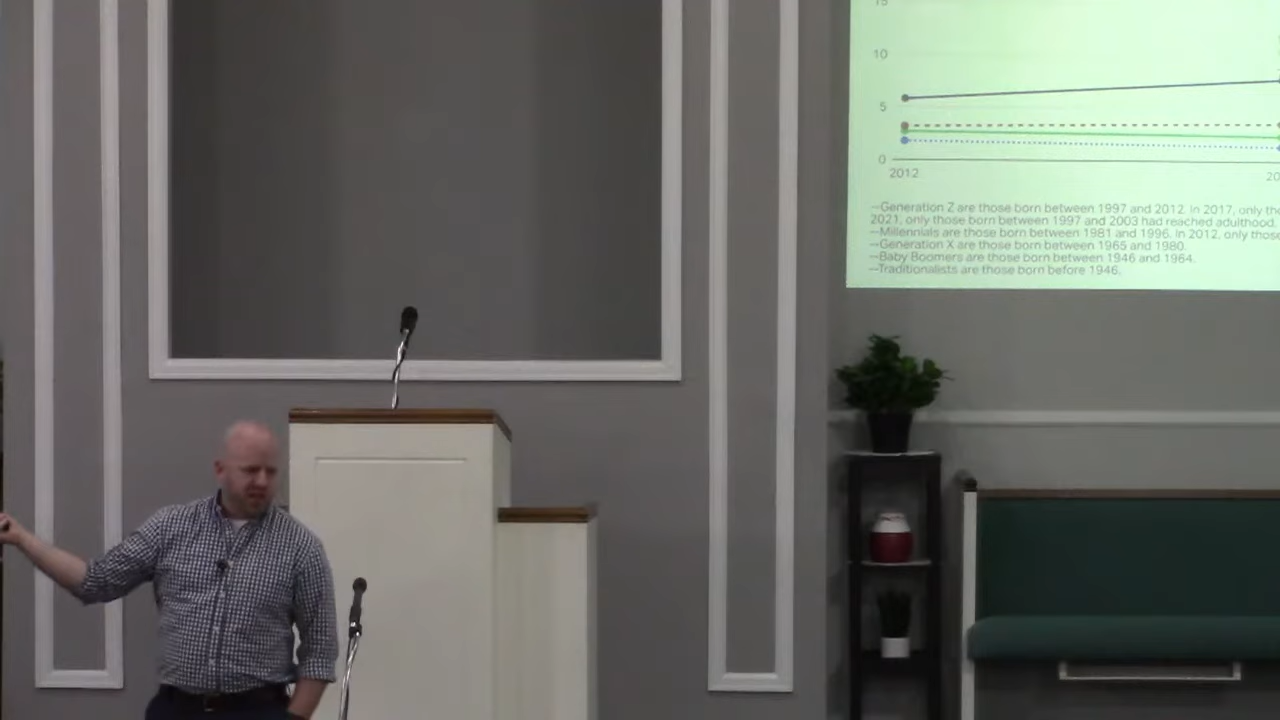 15
10
5
0
2012
20
--Generation Z are those born between 1997 and 2012. In 2017, only tho
2021, only those born between 1997 and 2003 had reached adulthood.
--Millennials are those born between 1981 and 1996. In 2012, only those
--Generation X are those born between 1965 and 1980.
--Baby Boomers are those born between 1946 and 1964.
--Traditionalists are those born before 1946.